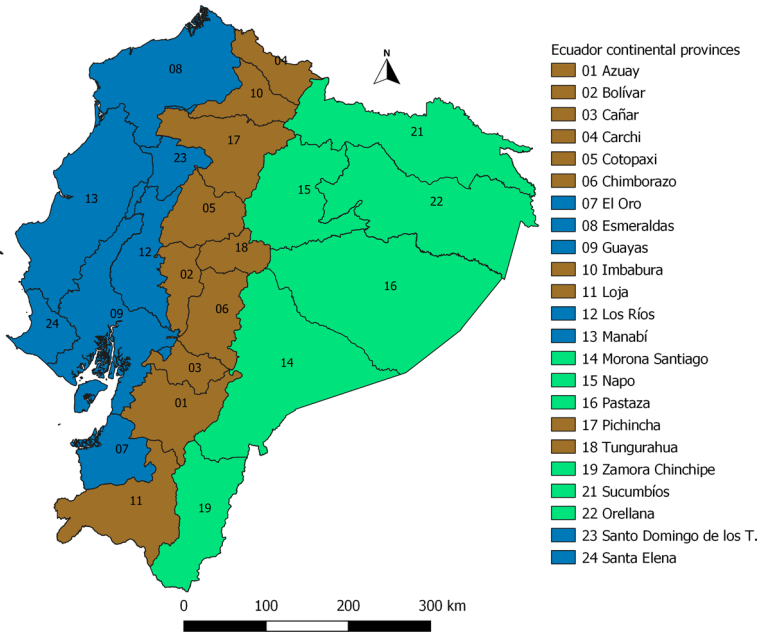 N
Ecuador continental provinces
01 Azuay
02 Bolívar
03 Cañar
04 Carchi
05 Cotopaxi
06 Chimborazo
07 El Oro
08 Esmeraldas
09 Guayas
10 Imbabura
11 Loja
12 Los Ríos
13 Manabí
14 Morona Santiago
15 Napo
16 Pastaza
17 Pichincha
18 Tungurahua
19 Zamora Chinchipe
21 Sucumbíos
22 Orellana
23 Santo Domingo de los T.
24 Santa Elena
04
08
10
21
17
23
15
13
22
05
12
18
02
16
06
09
24
14
03
01
07
11
19
0 100 200 300 km